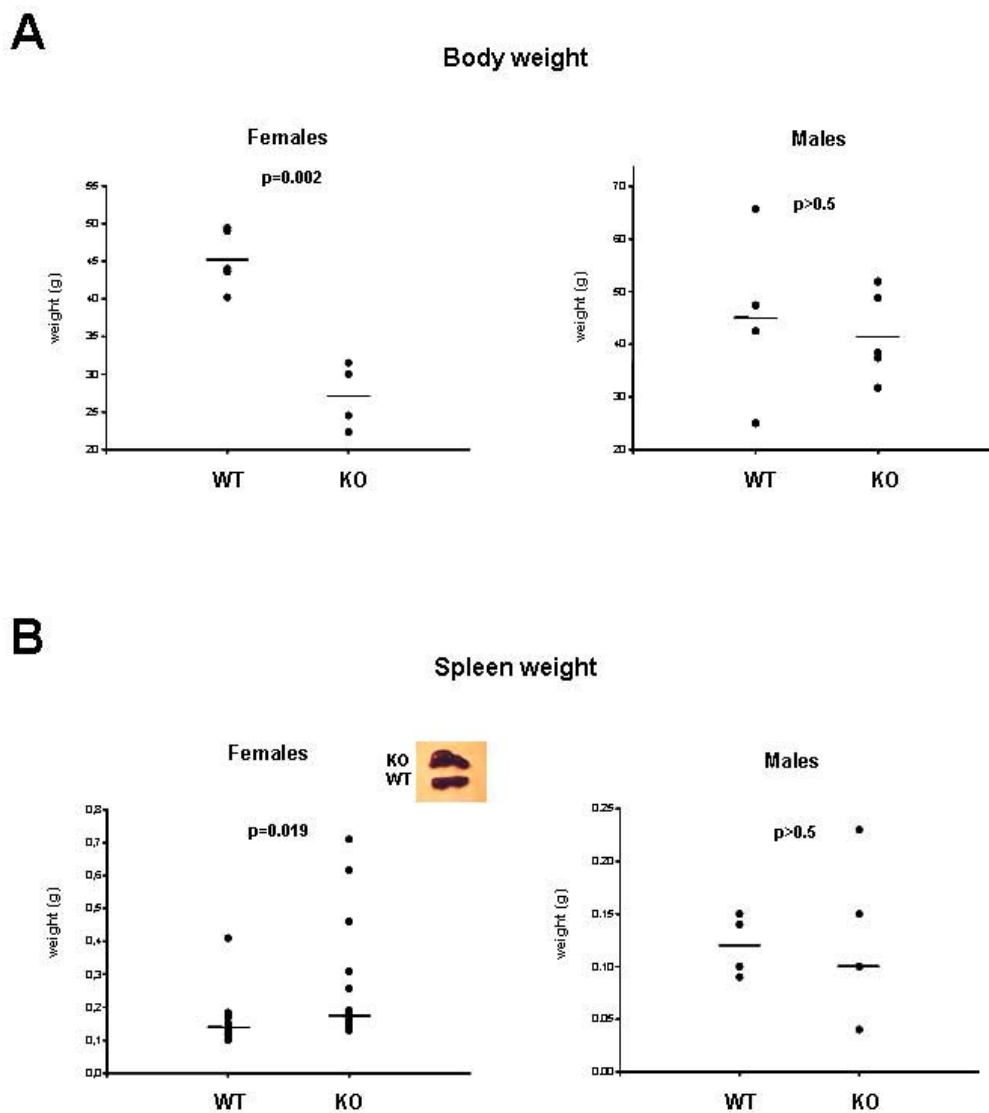 A
Body weight
Females
p=0.002
55
50
45
40
35
30
25
20
weight (g)
WT KO
Males
p>0.5
70
60
50
40
30
20
weight (g)
WT KO
B
Spleen weight
Females
KO
WT
p=0.019
0,8
0,7
0,6
0,5
0,4
0,3
0,2
0,1
0,0
weight (g)
WT KO
Males
p>0.5
0.25
0.20
0.15
0.10
0.05
0.00
weight (g)
WT KO